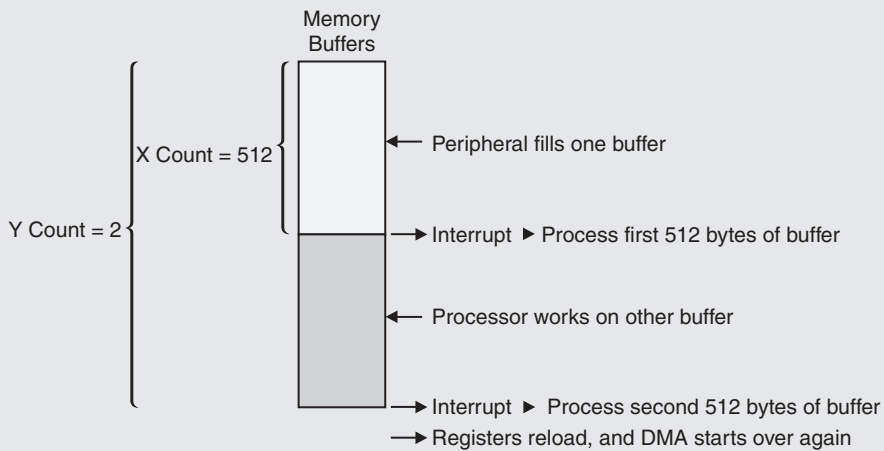 Memory
Buffers
X Count = 512
Peripheral fills one buffer
Y Count = 2
Interrupt ► Process first 512 bytes of buffer
Processor works on other buffer
Interrupt ► Process second 512 bytes of buffer
Registers reload, and DMA starts over again